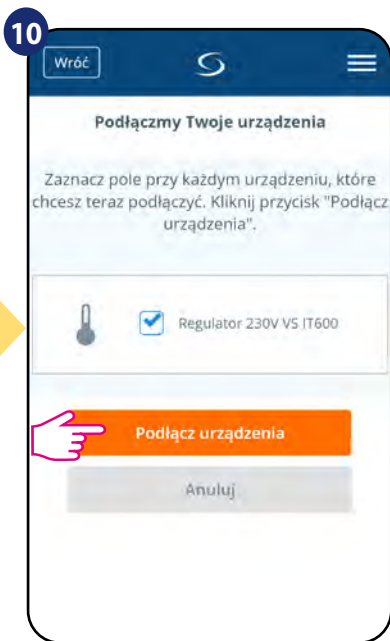 10
Wróć
Podłączmy Twoje urządzenia
Zaznacz pole przy każdym urządzeniu, które
chcesz teraz podłączyć. Kliknij przycisk "Podłącz
urządzenia".
Regulator 230V VS IT600
Podłącz urządzenia
Anuluj